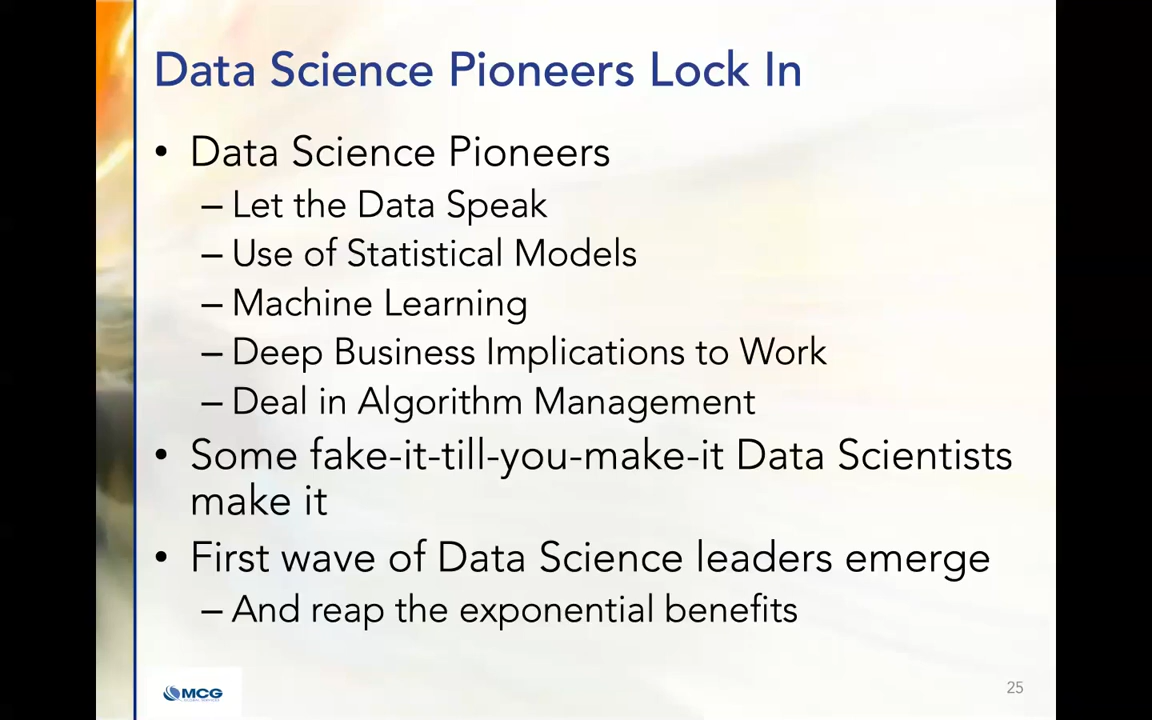 Data Science Pioneers Lock In
• Data Science Pioneers
– Let the Data Speak
– Use of Statistical Models
– Machine Learning
– Deep Business Implications to Work
– Deal in Algorithm Management
• Some fake-it-till-you-make-it Data Scientists
make it
• First wave of Data Science leaders emerge
– And reap the exponential benefits
MCG
25